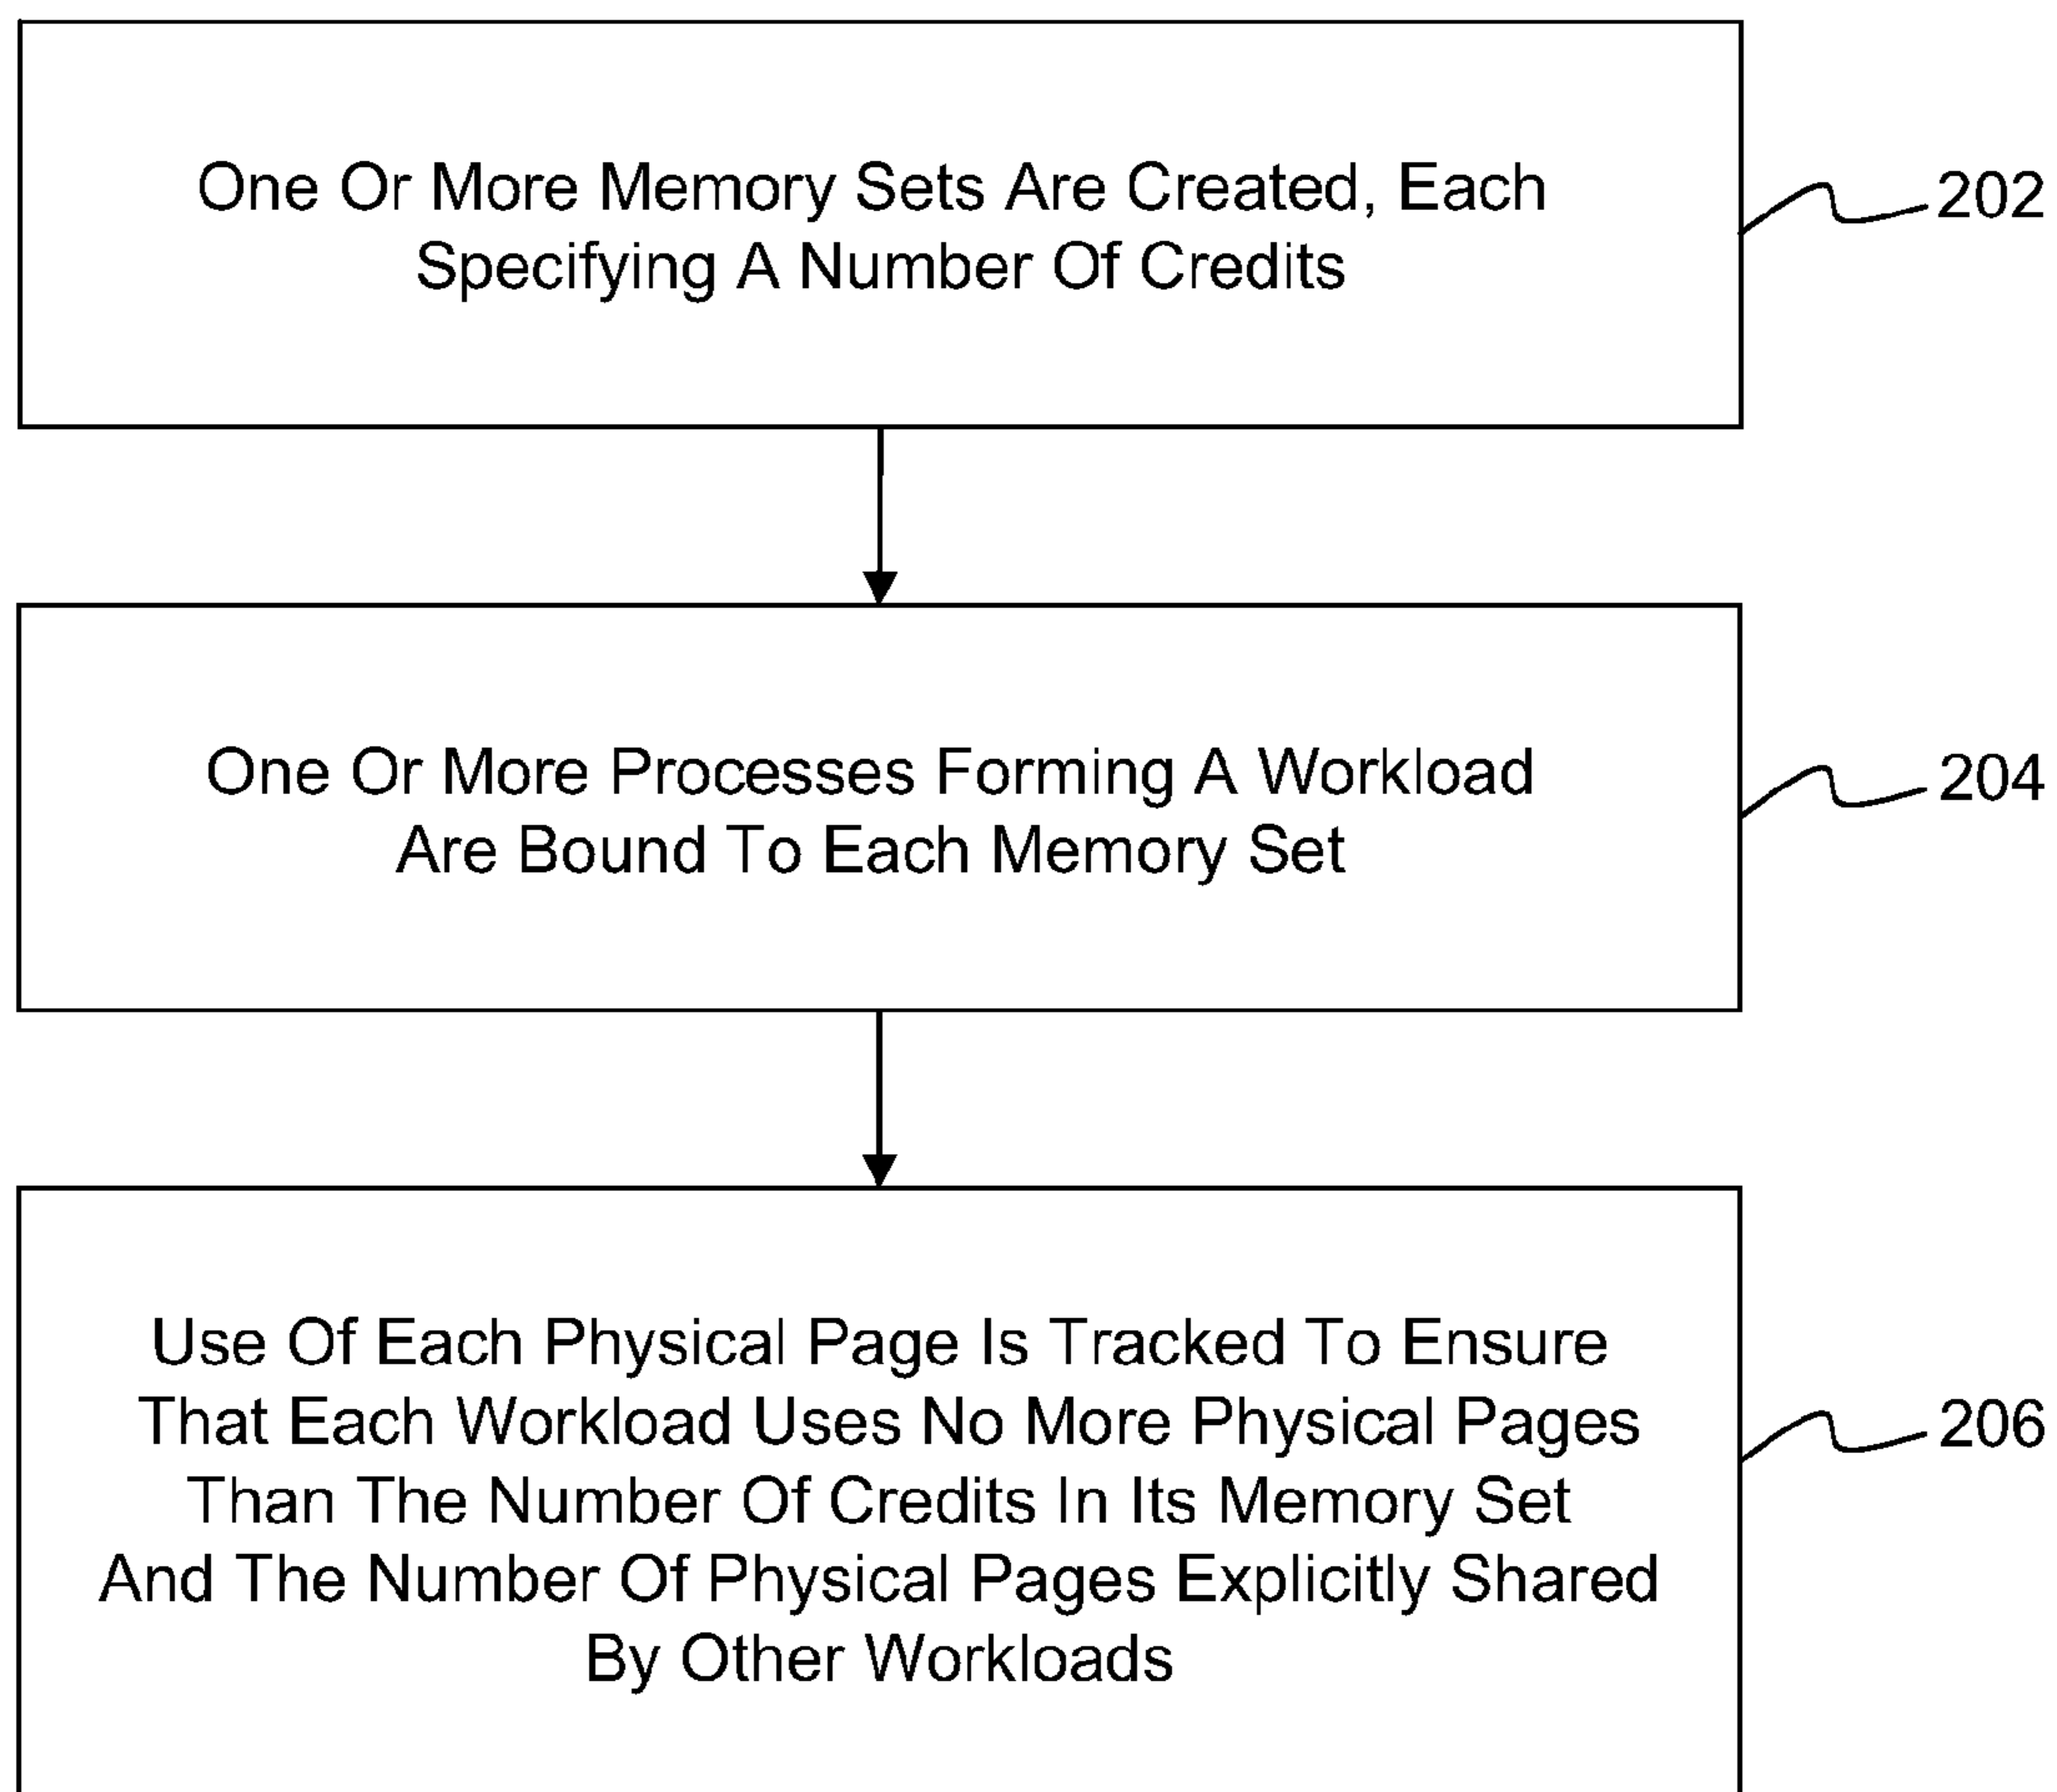 One Or More Memory Sets Are Created, Each
Specifying A Number Of Credits
202
One Or More Processes Forming A Workload
Are Bound To Each Memory Set
204
Use Of Each Physical Page Is Tracked To Ensure
That Each Workload Uses No More Physical Pages
Than The Number Of Credits In Its Memory Set
And The Number Of Physical Pages Explicitly Shared
By Other Workloads
206